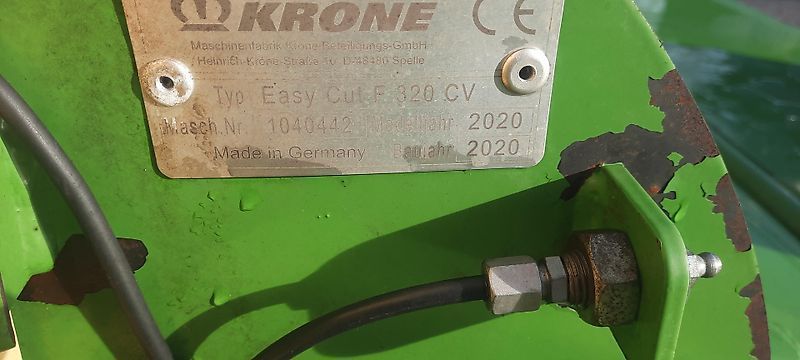 KRONE CE
Maschinenfabrik Krone Beteiligungs-GmbH
Heinrich-Krone-Straße 10 D-48480 Spelle
Typ Easy Cut F 320 CV
Masch.Nr. 1040442 Modelljahr 2020
Made in Germany Baujahr 2020